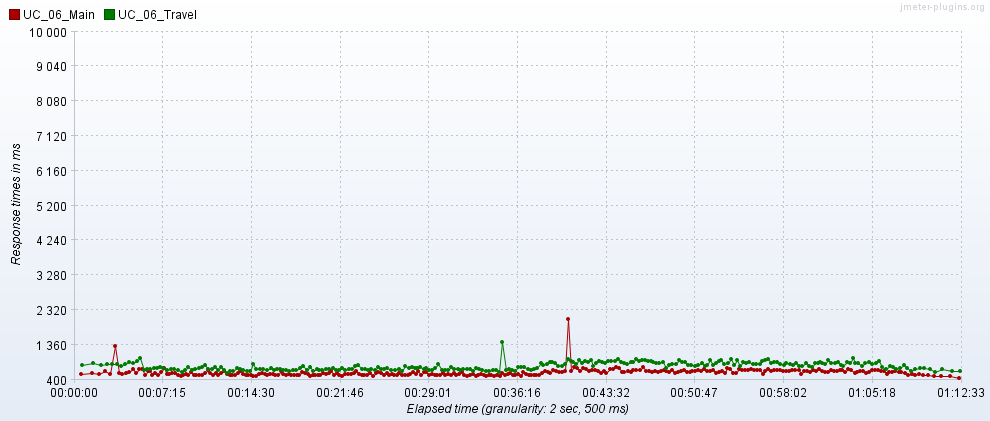 UC_06_Main UC_06_Travel
jmeter-plugins.org
10 000
9 040
8 080
7 120
6 160
5 200
4 240
3 280
2 320
1 360
400
Response times in ms
00:00:00 00:07:15 00:14:30 00:21:46 00:29:01 00:36:16 00:43:32 00:50:47 00:58:02 01:05:18 01:12:33
Elapsed time (granularity: 2 sec, 500 ms)